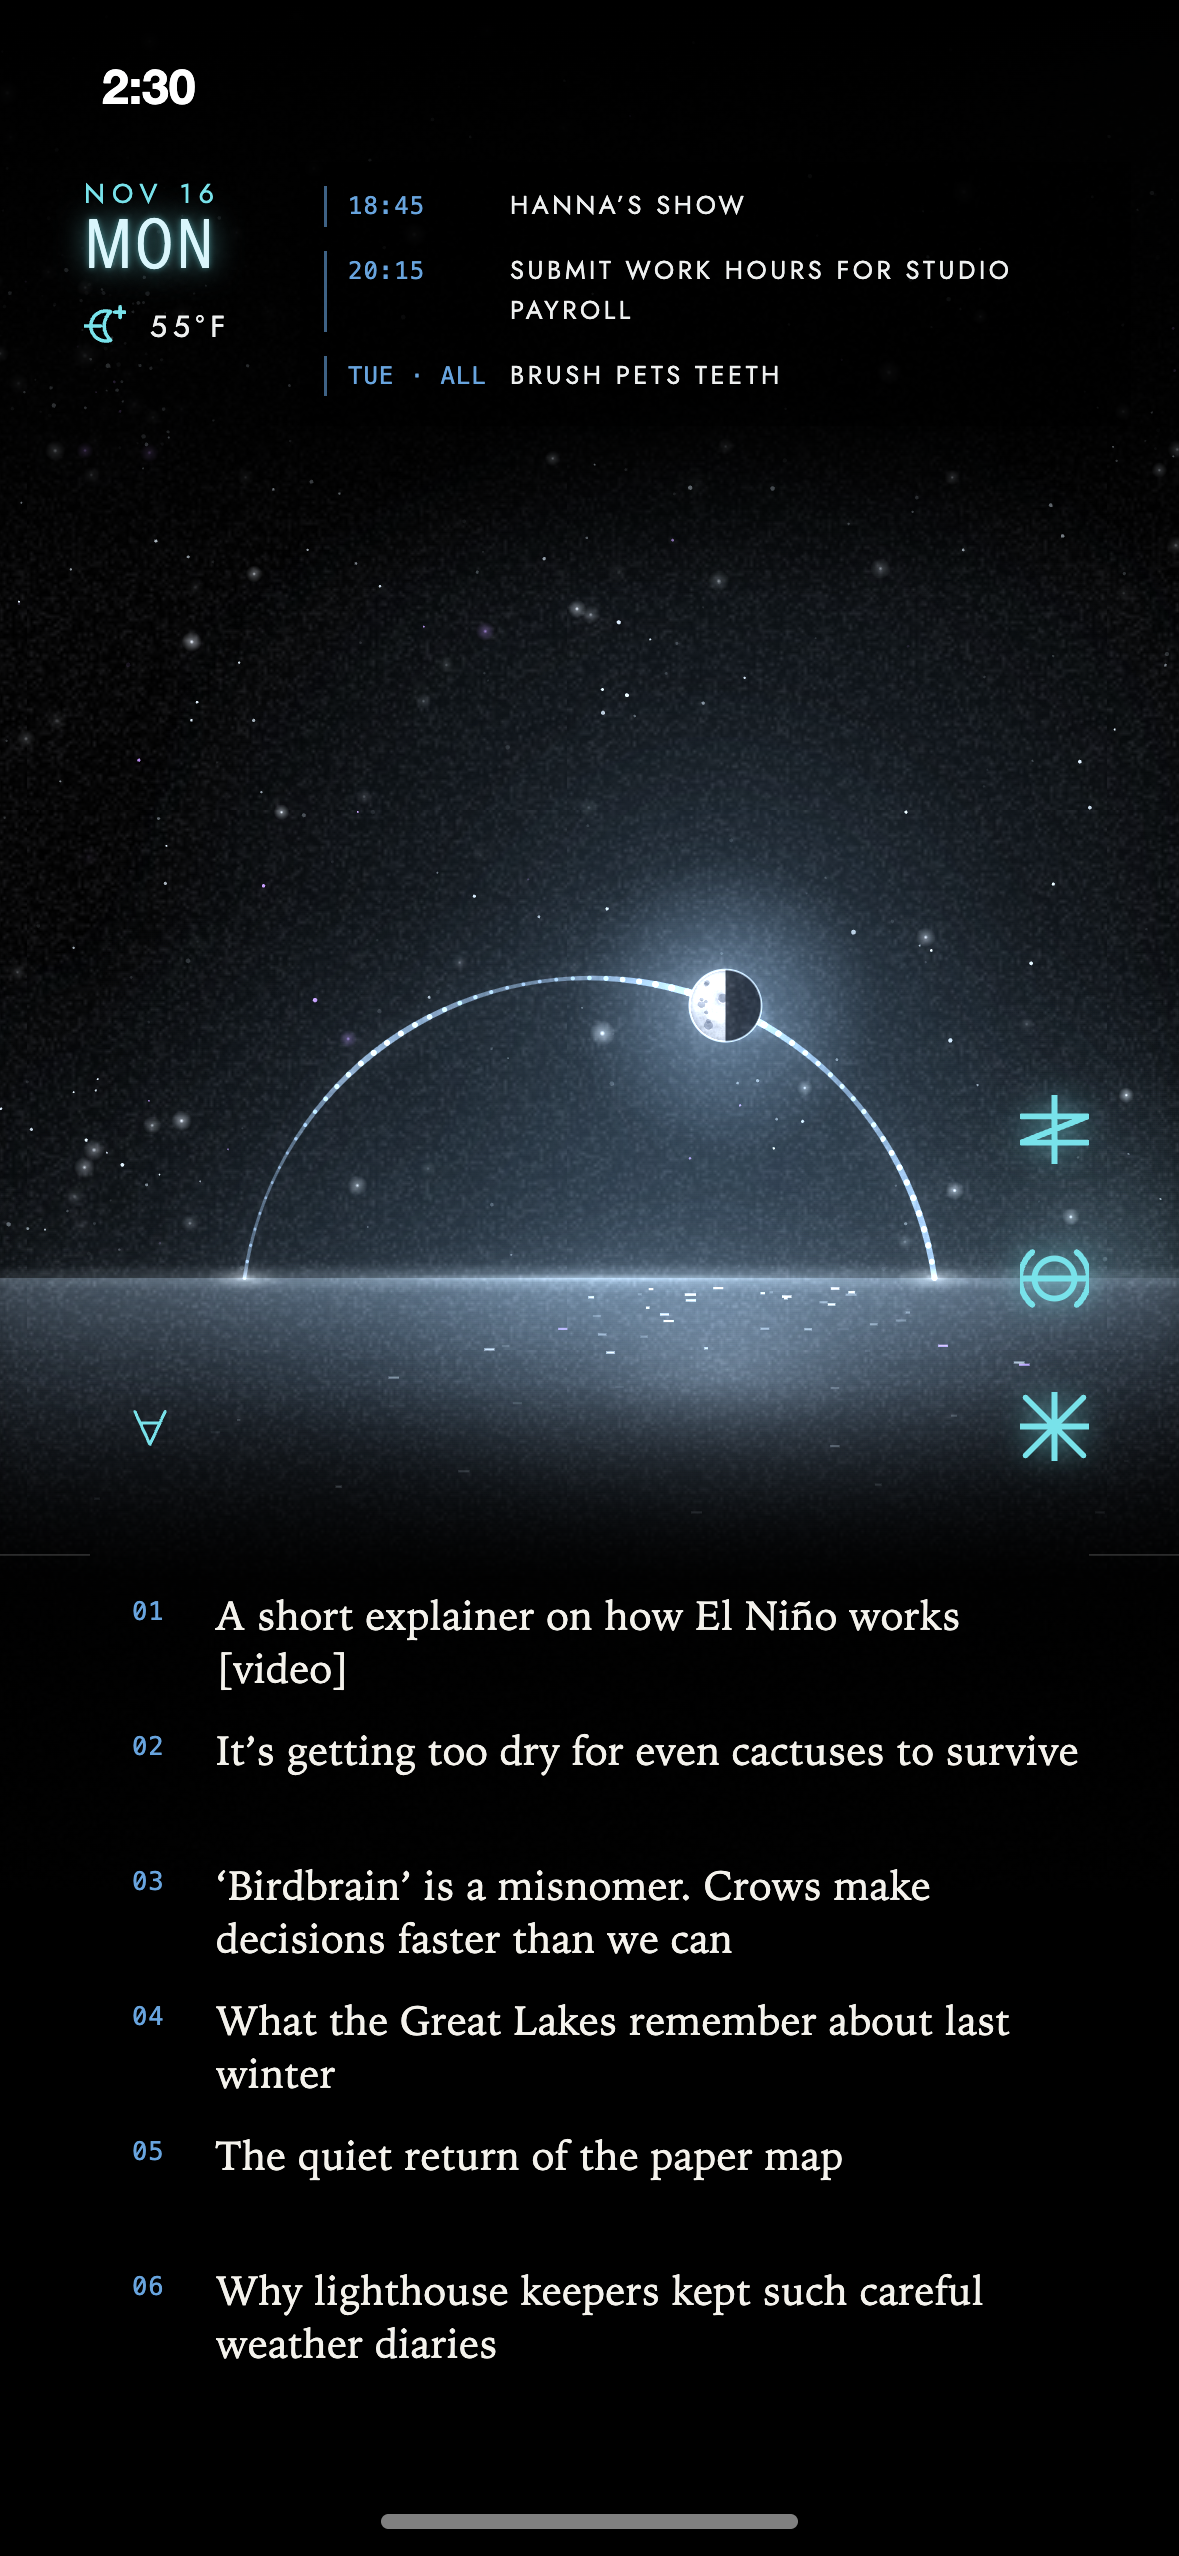 2:30
NOV 16
MON
55°F
18:45 HANNA’S SHOW
20:15 SUBMIT WORK HOURS FOR STUDIO
PAYROLL
TUE · ALL BRUSH PETS TEETH
01 A short explainer on how El Niño works
[video]
02 It’s getting too dry for even cactuses to survive
03 ‘Birdbrain’ is a misnomer. Crows make
decisions faster than we can
04 What the Great Lakes remember about last
winter
05 The quiet return of the paper map
06 Why lighthouse keepers kept such careful
weather diaries